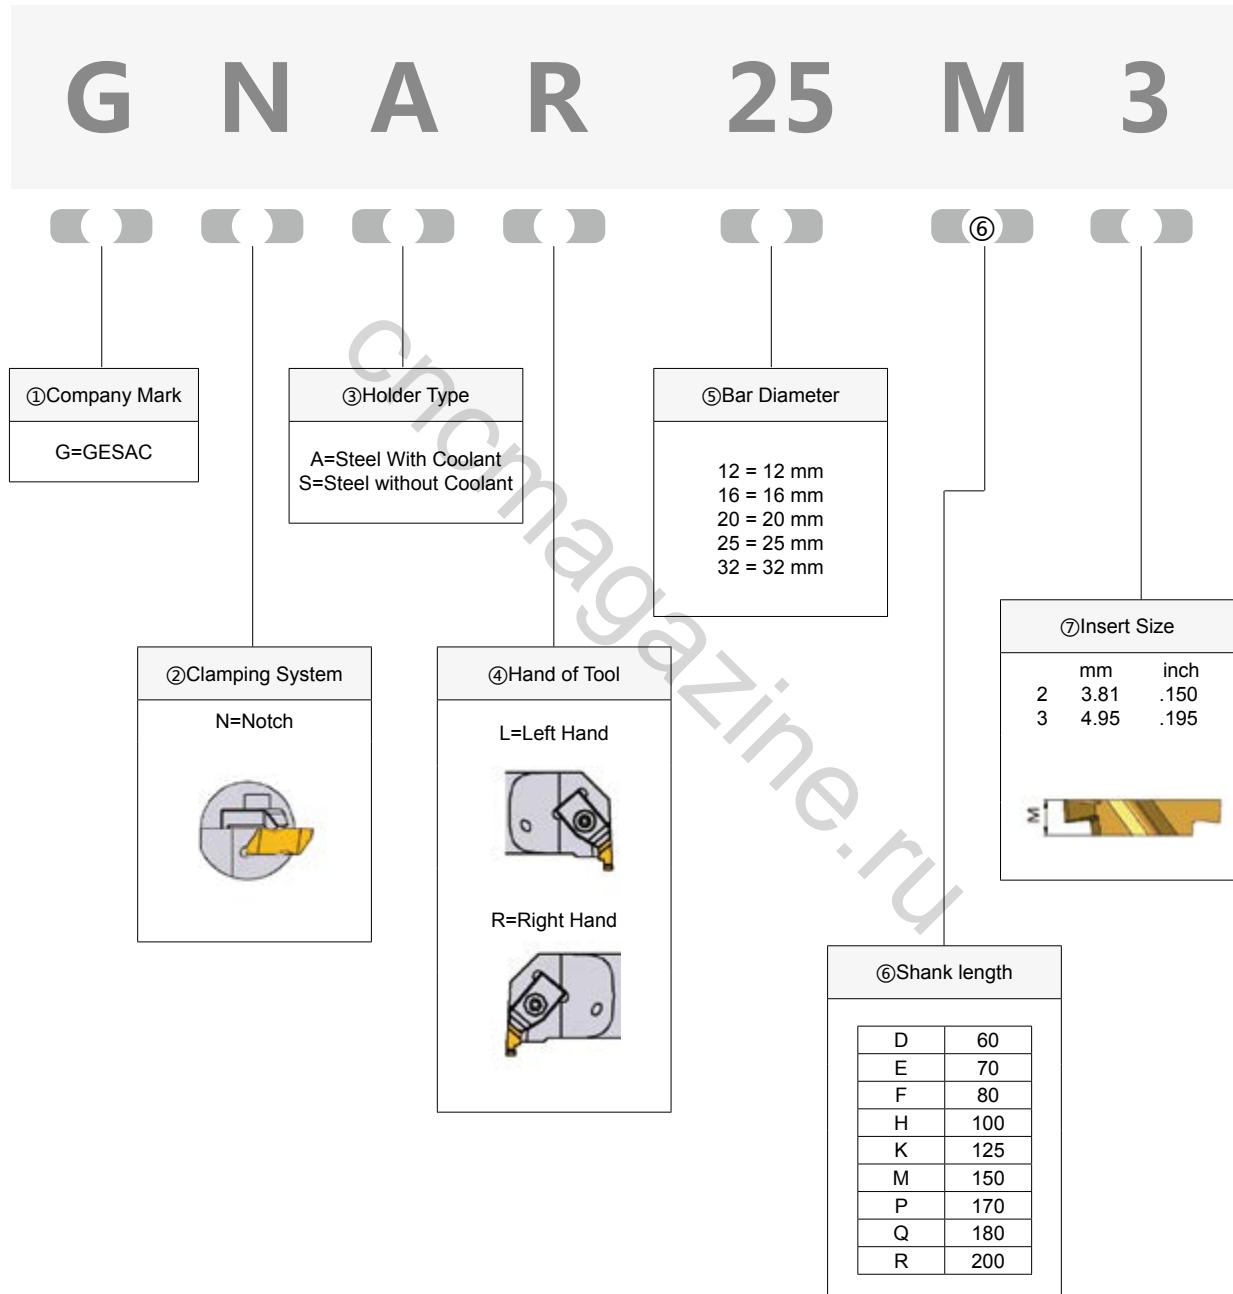 G N A R 25 M 3
⑥
①Company Mark
G=GESAC
③Holder Type
A=Steel With Coolant
S=Steel without Coolant
⑤Bar Diameter
12 = 12 mm
16 = 16 mm
20 = 20 mm
25 = 25 mm
32 = 32 mm
②Clamping System
N=Notch
④Hand of Tool
L=Left Hand
R=Right Hand
⑦Insert Size
mm inch
2 3.81 .150
3 4.95 .195
M
⑥Shank length
D 60
E 70
F 80
H 100
K 125
M 150
P 170
Q 180
R 200
cncmagazine.ru